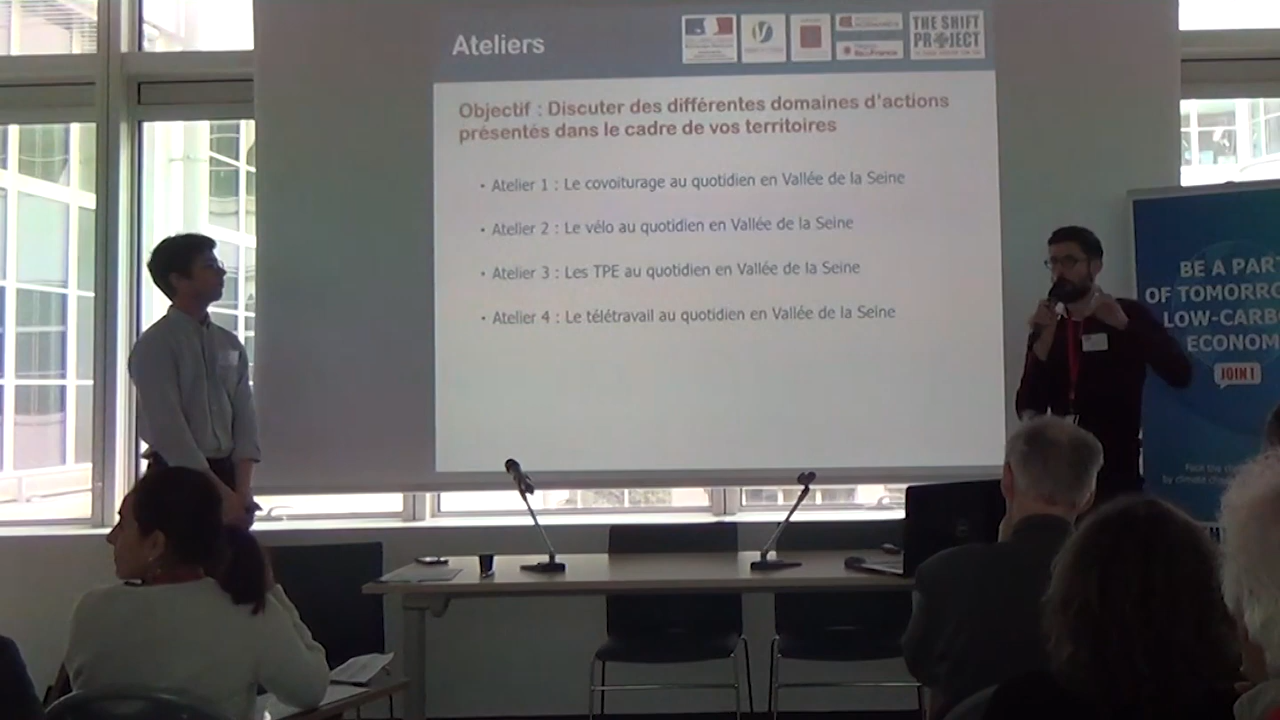 Ateliers
THE SHIFT
PROJECT
Objectif : Discuter des différentes domaines d'actions
présentés dans le cadre de vos territoires
• Atelier 1 : Le covoiturage au quotidien en Vallée de la Seine
• Atelier 2 : Le vélo au quotidien en Vallée de la Seine
• Atelier 3 : Les TPE au quotidien en Vallée de la Seine
• Atelier 4 : Le télétravail au quotidien en Vallée de la Seine
BE A PAR
OF TOMORRO
LOW-CARBO
ECONOM
JOIN !